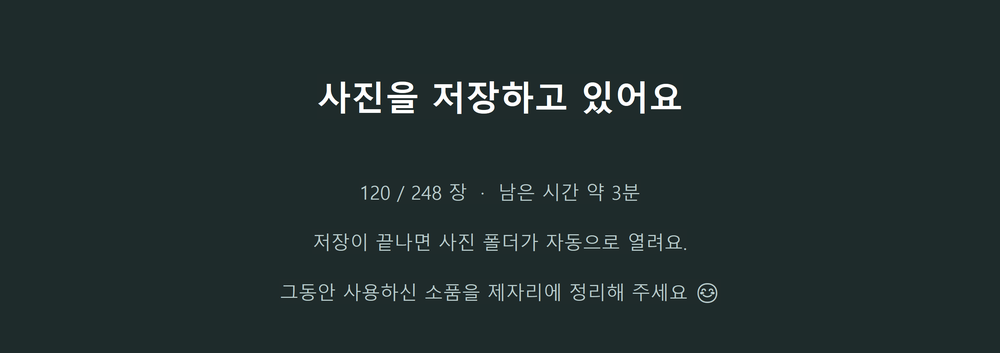 사진을 저장하고 있어요
120 / 248 장 · 남은 시간 약 3분
저장이 끝나면 사진 폴더가 자동으로 열려요.
그동안 사용하신 소품을 제자리에 정리해 주세요 😊